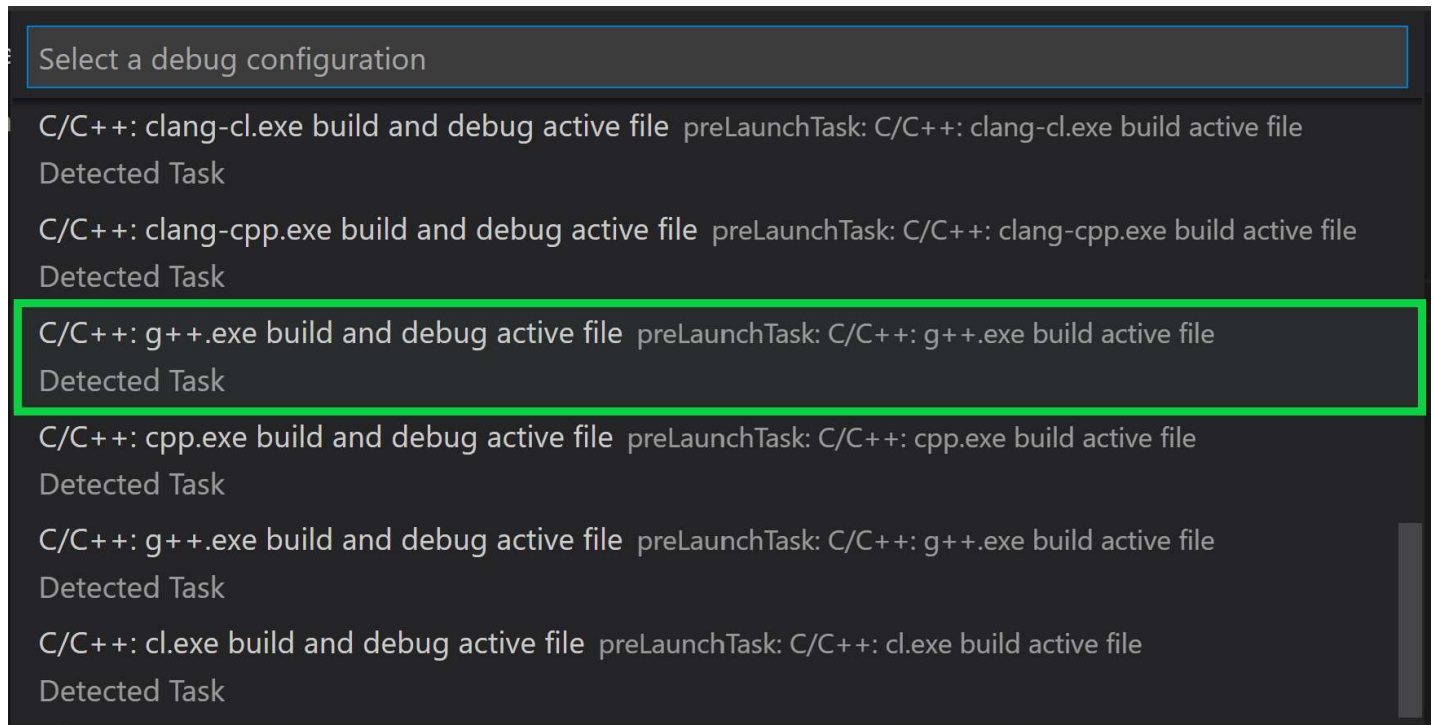 Select a debug configuration
C/C++: clang-cl.exe build and debug active file preLaunchTask: C/C++: clang-cl.exe build active file
Detected Task
C/C++: clang-cpp.exe build and debug active file preLaunchTask: C/C++: clang-cpp.exe build active file
Detected Task
C/C++: g++.exe build and debug active file preLaunchTask: C/C++: g++.exe build active file
Detected Task
C/C++: cpp.exe build and debug active file preLaunchTask: C/C++: cpp.exe build active file
Detected Task
C/C++: g++.exe build and debug active file preLaunchTask: C/C++: g++.exe build active file
Detected Task
C/C++: cl.exe build and debug active file preLaunchTask: C/C++: cl.exe build active file
Detected Task